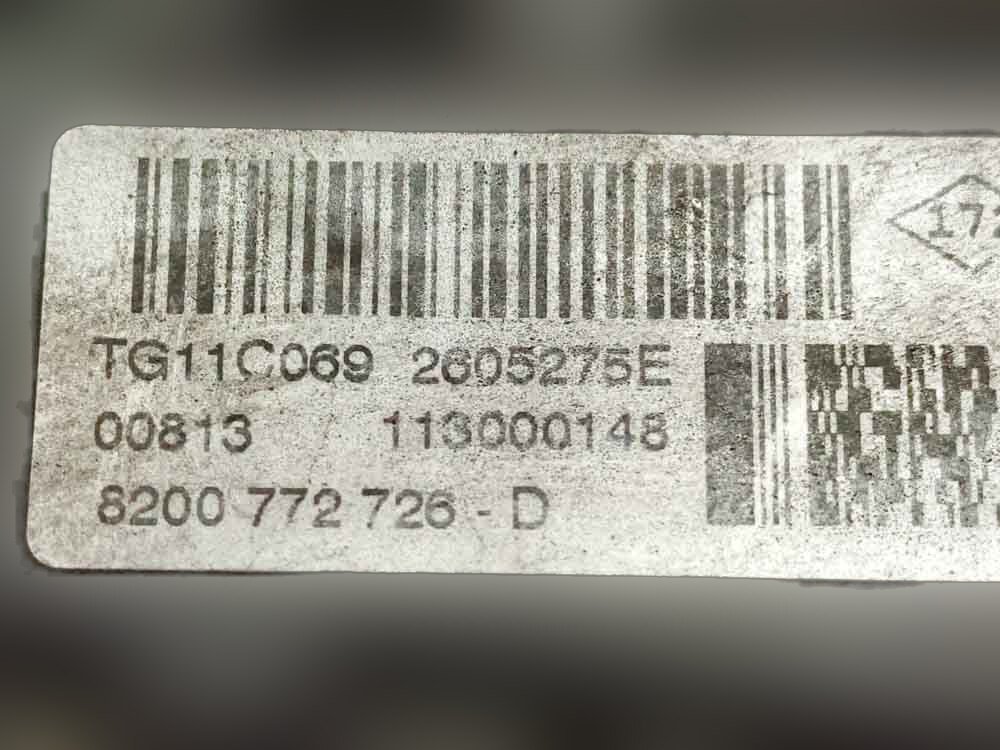 TG11C069 2605275E
00813 113000148
8200 772 726 - D